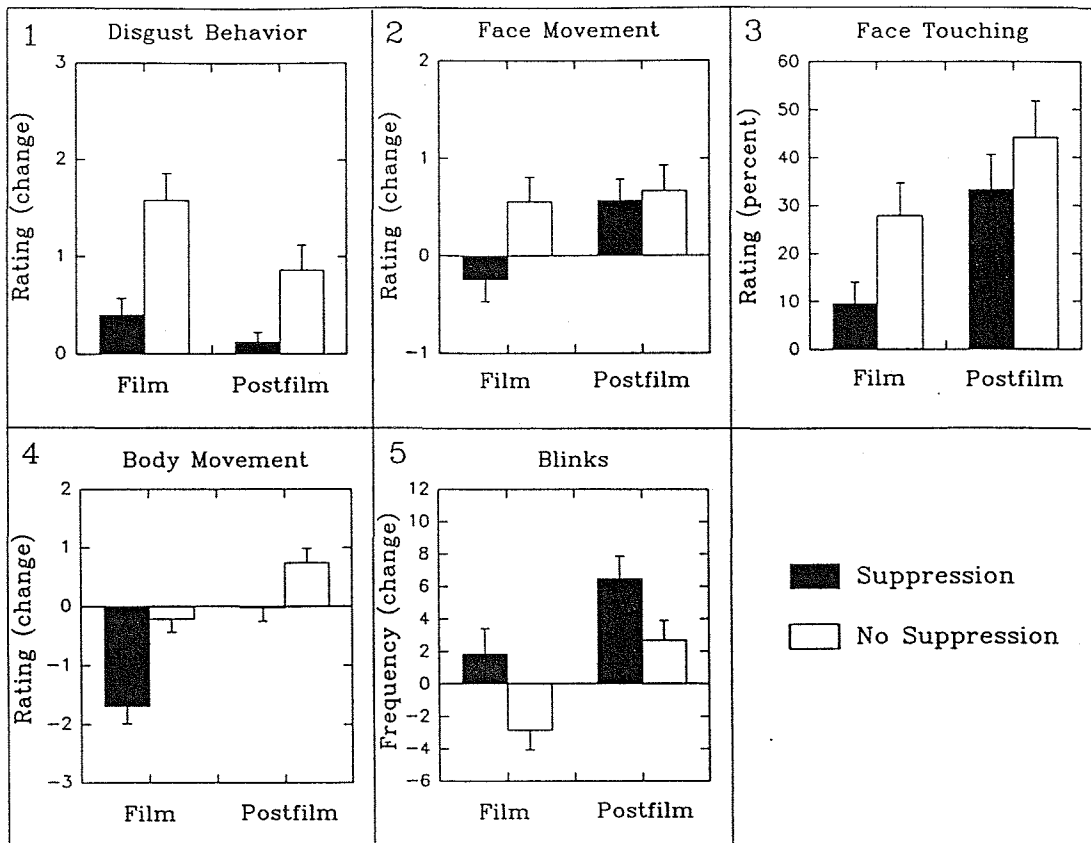 1 Disgust Behavior
Rating (change)
3
2
1
0
Film Postfilm
2 Face Movement
Rating (change)
2
1
0
-1
Film Postfilm
3 Face Touching
Rating (percent)
60
50
40
30
20
10
0
Film Postfilm
4 Body Movement
Rating (change)
2
1
0
-1
-2
-3
Film Postfilm
5 Blinks
Frequency (change)
12
10
8
6
4
2
0
-2
-4
-6
Film Postfilm
Suppression
No Suppression